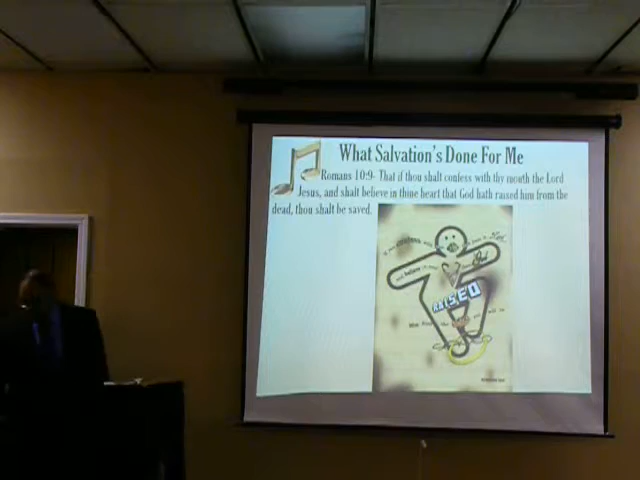 What Salvation's Done For Me
Romans 10:9- That if thou shalt confess with thy mouth the Lord
Jesus, and shalt believe in thine heart that God hath raised him from the
dead, thou shalt be saved.
RAISED